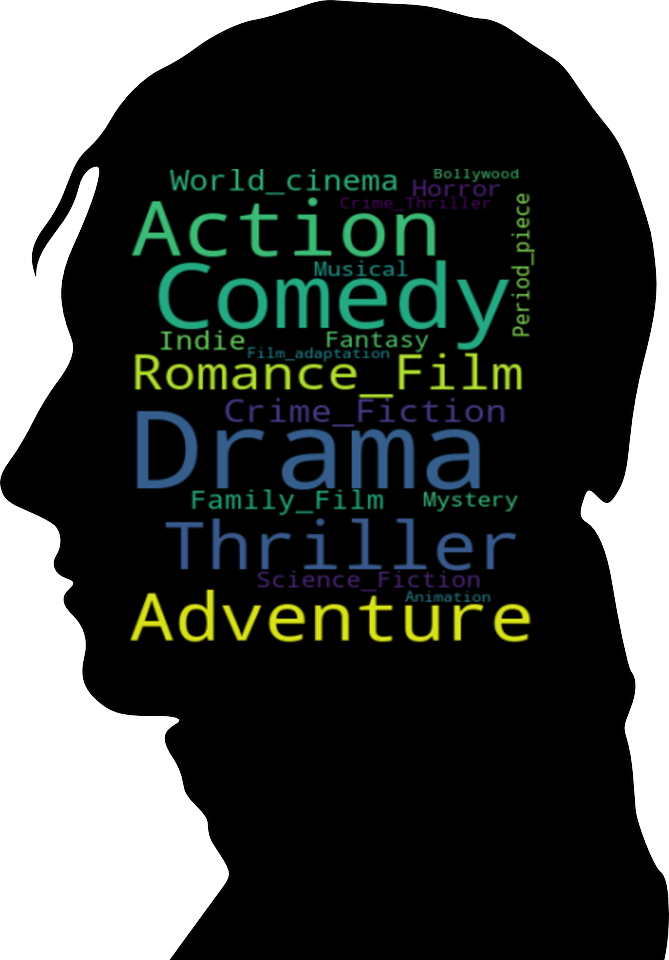 World_cinema
Bollywood
Horror
Crime_Thriller
Action
Period_piece
Musical
Comedy
Indie
Fantasy
Film_adaptation
Romance_Film
Crime_Fiction
Drama
Family_Film
Mystery
Thriller
Science_Fiction
Animation
Adventure